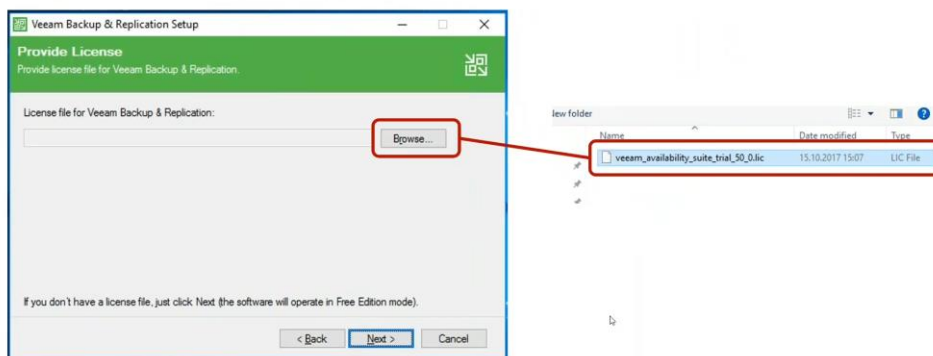 Veeam Backup & Replication Setup
Provide License
Provide license file for Veeam Backup & Replication.
License file for Veeam Backup & Replication:
Browse...
If you don't have a license file, just click Next (the software will operate in Free Edition mode).
< Back
Next >
Cancel
lew folder
Name
Date modified
Type
veeam_availability_suite_trial_50_0.lic
15.10.2017 15:07
LIC File